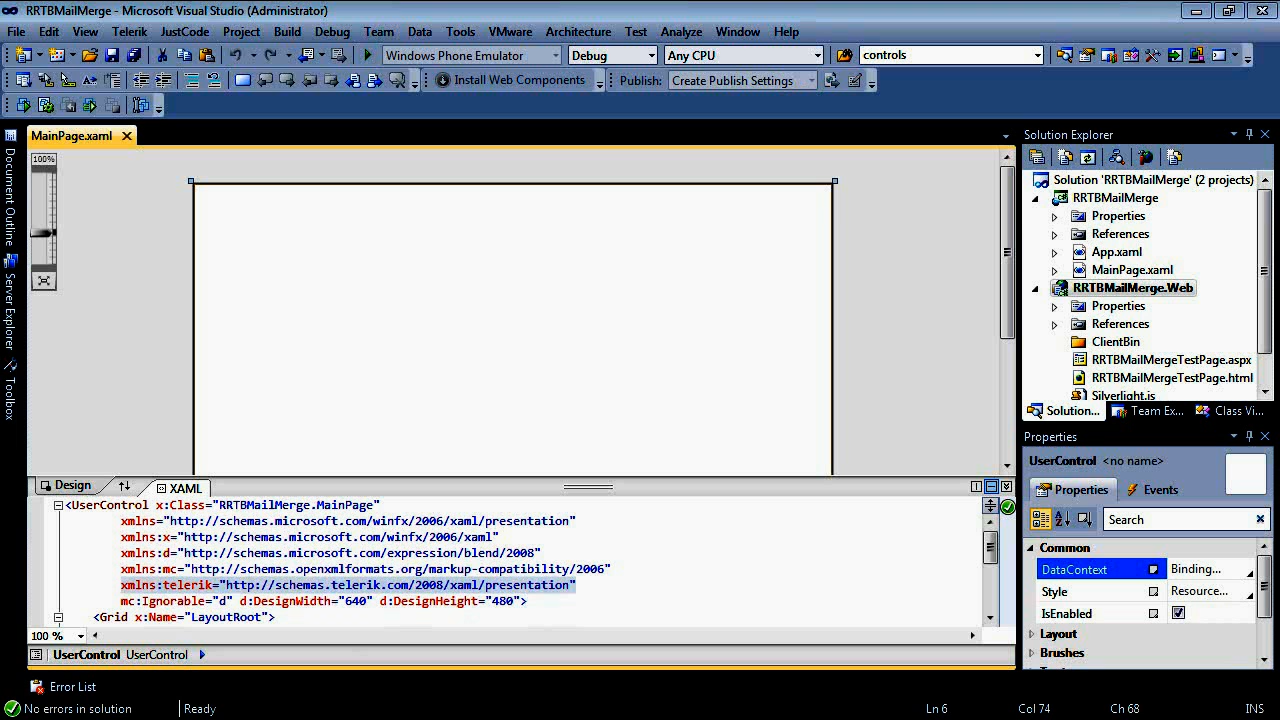 RRTBMailMerge - Microsoft Visual Studio (Administrator)
File Edit View Telerik JustCode Project Build Debug Team Data Tools VMware Architecture Test Analyze Window Help
Windows Phone Emulator Debug Any CPU controls
Install Web Components Publish: Create Publish Settings
MainPage.xaml
100%
Document Outline
Server Explorer
Toolbox
Solution Explorer
Solution 'RRTBMailMerge' (2 projects)
RRTBMailMerge
Properties
References
App.xaml
MainPage.xaml
RRTBMailMerge.Web
Properties
References
ClientBin
RRTBMailMergeTestPage.aspx
RRTBMailMergeTestPage.html
Silverlight.js
Solution... Team Ex... Class Vi...
Properties
UserControl <no name>
Properties Events
Search
Common
DataContext Binding...
Style Resource...
IsEnabled
Layout
Brushes
Design XAML
<UserControl x:Class="RRTBMailMerge.MainPage"
xmlns="http://schemas.microsoft.com/winfx/2006/xaml/presentation"
xmlns:x="http://schemas.microsoft.com/winfx/2006/xaml"
xmlns:d="http://schemas.microsoft.com/expression/blend/2008"
xmlns:mc="http://schemas.openxmlformats.org/markup-compatibility/2006"
xmlns:telerik="http://schemas.telerik.com/2008/xaml/presentation"
mc:Ignorable="d" d:DesignWidth="640" d:DesignHeight="480">
<Grid x:Name="LayoutRoot">
100 %
UserControl UserControl
Error List
No errors in solution Ready Ln 6 Col 74 Ch 68 INS